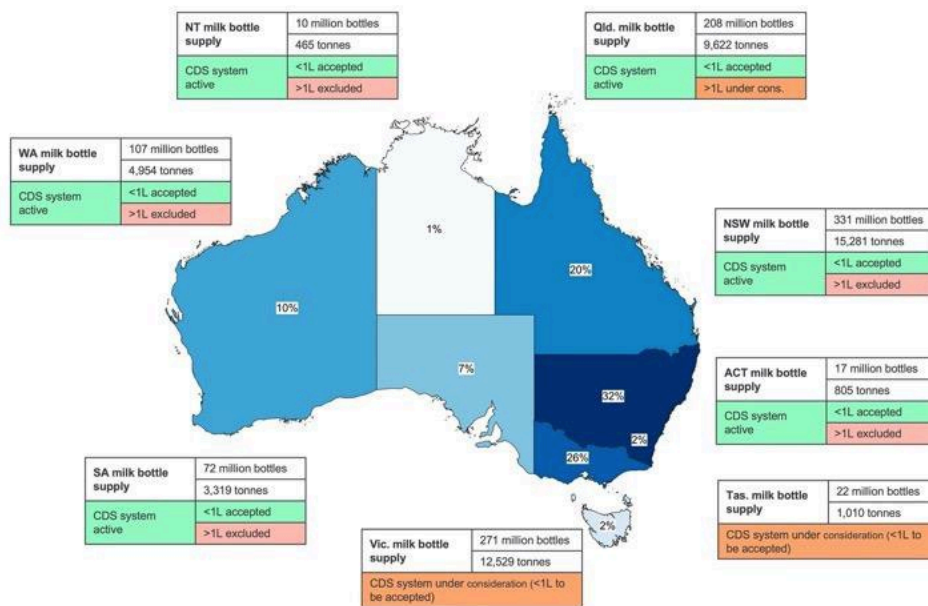 NT milk bottle supply
10 million bottles
465 tonnes
CDS system active
<1L accepted
>1L excluded
Qld. milk bottle supply
208 million bottles
9,622 tonnes
CDS system active
<1L accepted
>1L under cons.
WA milk bottle supply
107 million bottles
4,954 tonnes
CDS system active
<1L accepted
>1L excluded
NSW milk bottle supply
331 million bottles
15,281 tonnes
CDS system active
<1L accepted
>1L excluded
1%
20%
10%
7%
32%
2%
26%
2%
ACT milk bottle supply
17 million bottles
805 tonnes
CDS system active
<1L accepted
>1L excluded
SA milk bottle supply
72 million bottles
3,319 tonnes
CDS system active
<1L accepted
>1L excluded
Tas. milk bottle supply
22 million bottles
1,010 tonnes
CDS system under consideration (<1L to be accepted)
Vic. milk bottle supply
271 million bottles
12,529 tonnes
CDS system under consideration (<1L to be accepted)